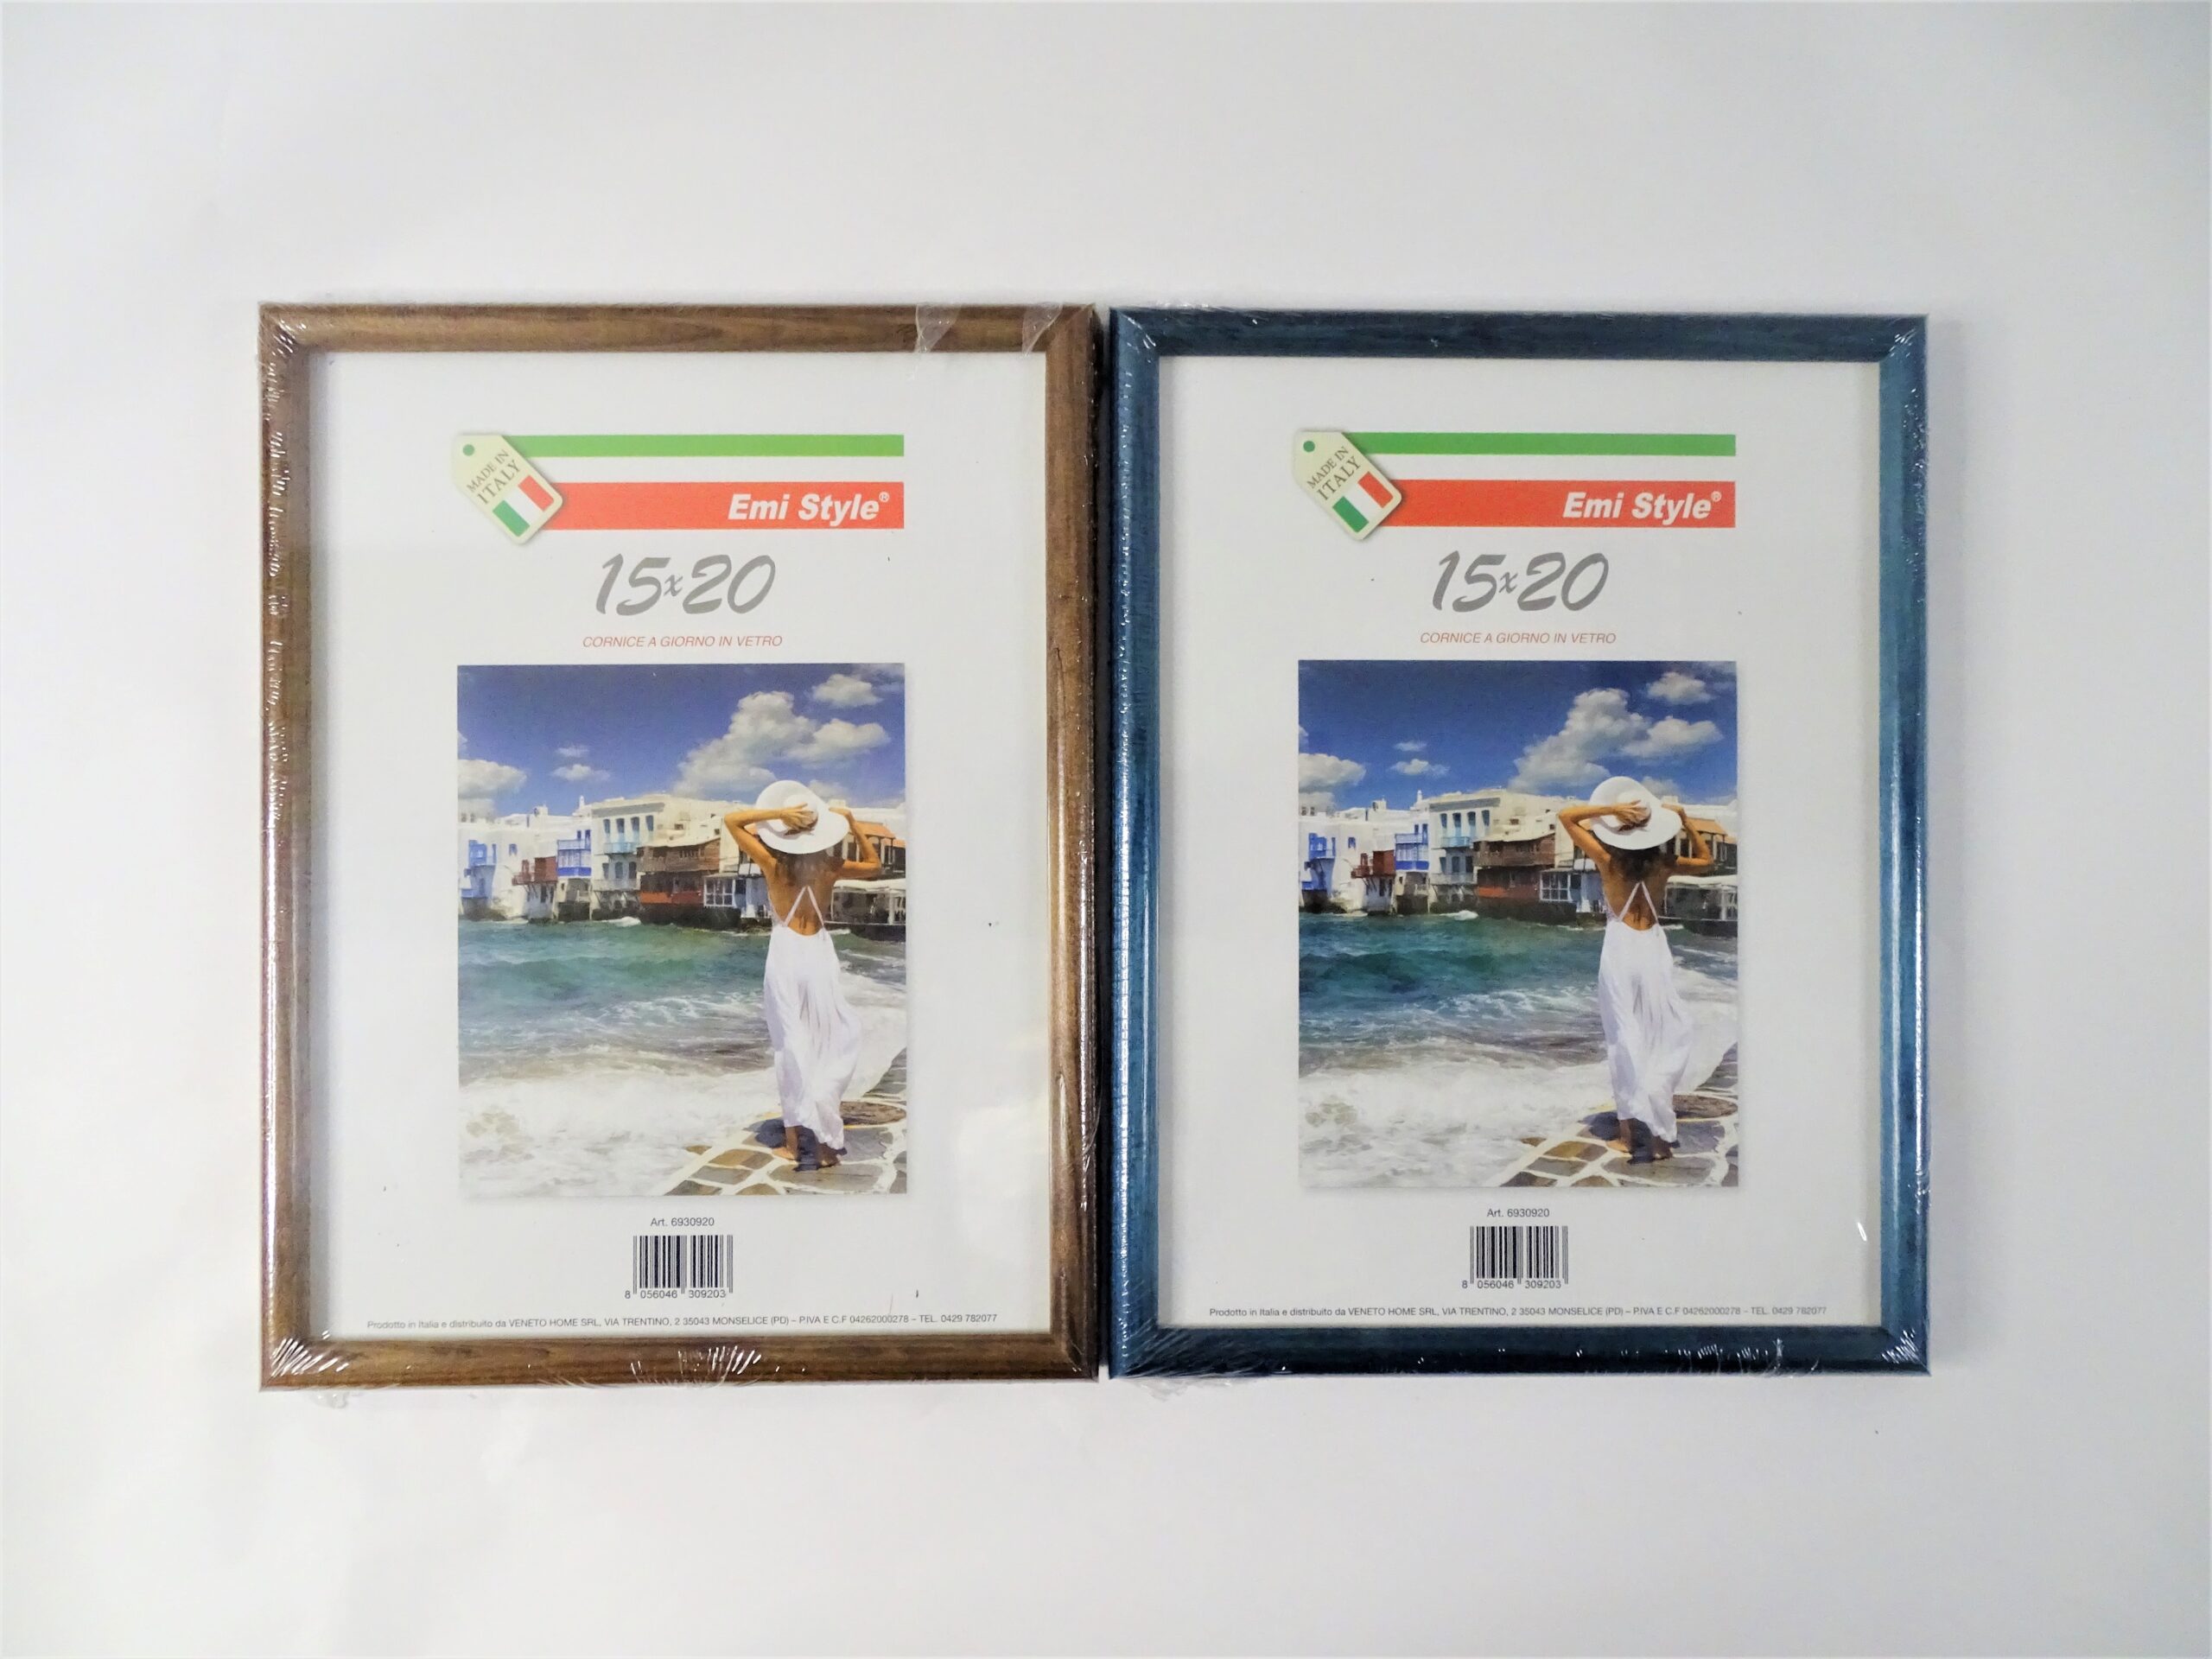 MADE IN
ITALY
Emi Style®
15x20
CORNICE A GIORNO IN VETRO
Art. 6930920
8 056046 309203
Prodotto in Italia e distribuito da VENETO HOME SRL, VIA TRENTINO, 2 35043 MONSELICE (PD) – P.IVA E C.F 04262000278 – TEL. 0429 782077
MADE IN
ITALY
Emi Style®
15x20
CORNICE A GIORNO IN VETRO
Art. 6930920
8 056046 309203
Prodotto in Italia e distribuito da VENETO HOME SRL, VIA TRENTINO, 2 35043 MONSELICE (PD) – P.IVA E C.F 04262000278 – TEL. 0429 782077